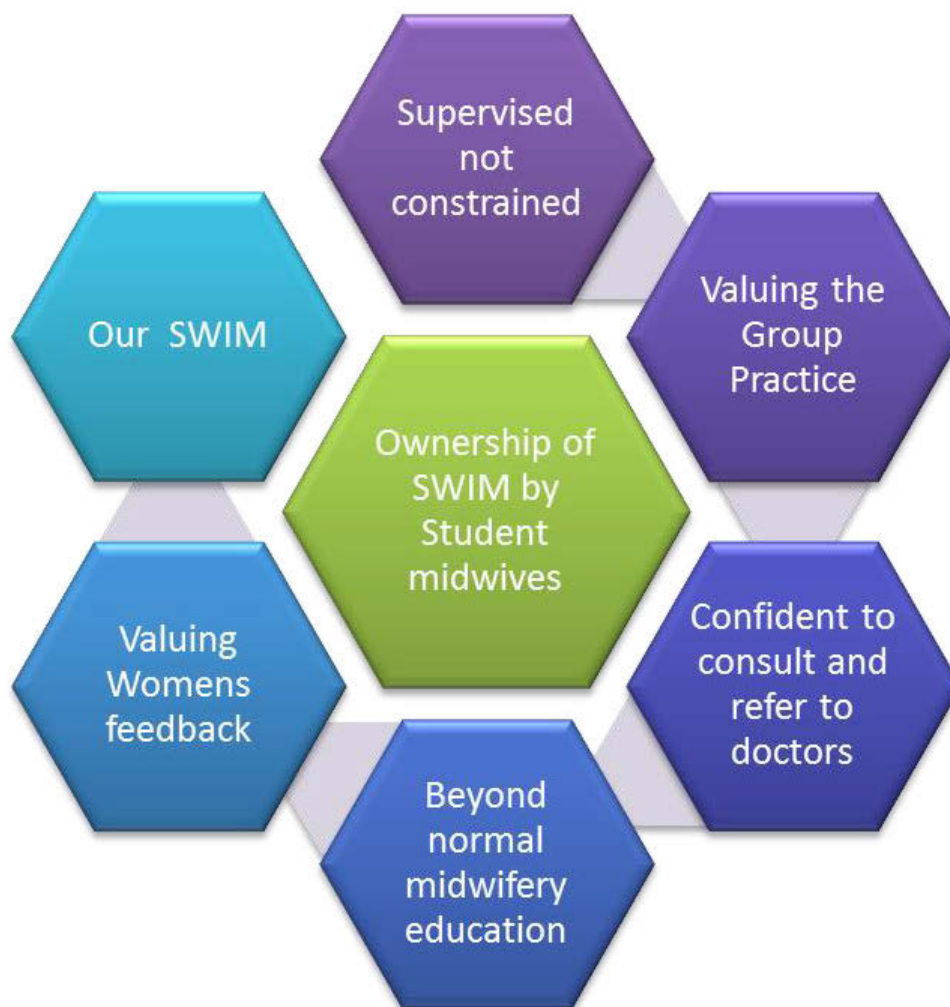 Supervised
not
constrained
Valuing the
Group
Practice
Confident to
consult and
refer to
doctors
Beyond
normal
midwifery
education
Valuing
Womens
feedback
Our SWIM
Ownership of
SWIM by
Student
midwives